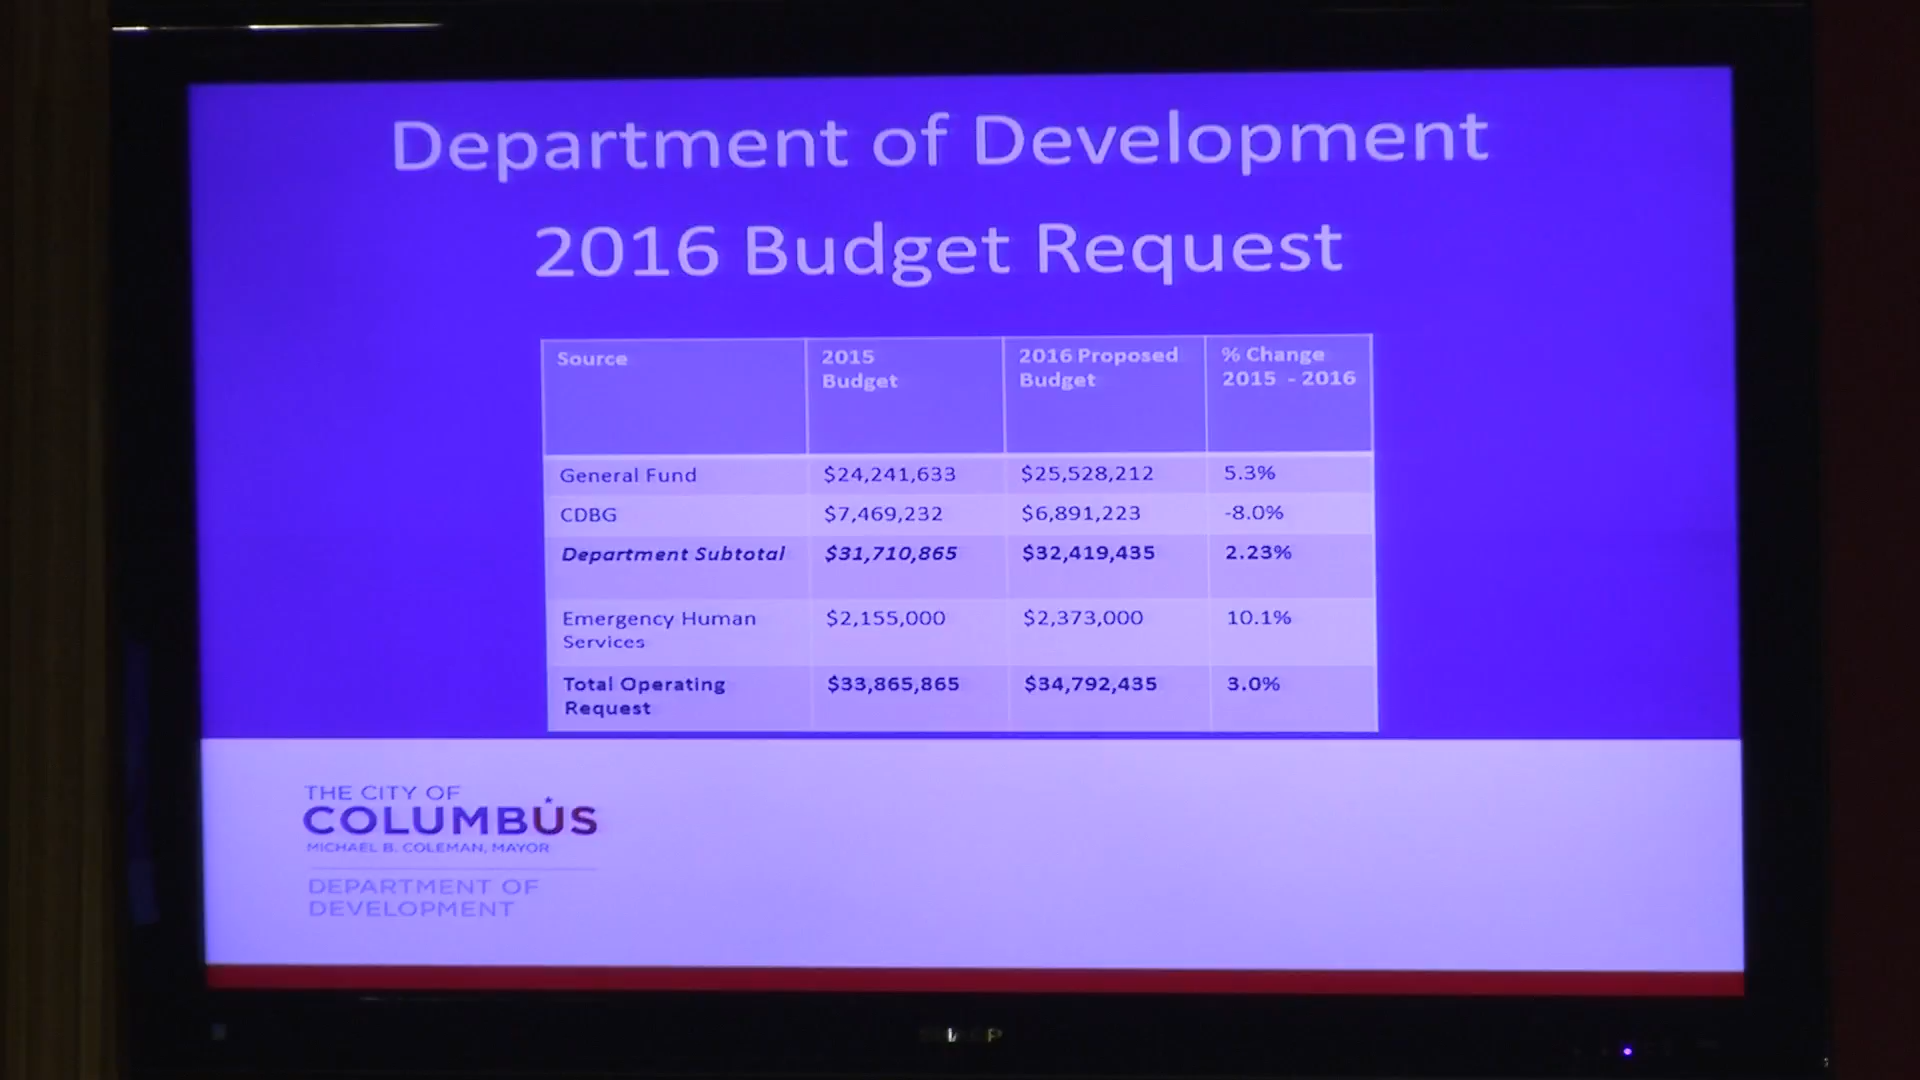 Department of Development
2016 Budget Request
Source 2015 Budget 2016 Proposed Budget % Change 2015 - 2016
General Fund $24,241,633 $25,528,212 5.3%
CDBG $7,469,232 $6,891,223 -8.0%
Department Subtotal $31,710,865 $32,419,435 2.23%
Emergency Human Services $2,155,000 $2,373,000 10.1%
Total Operating Request $33,865,865 $34,792,435 3.0%
THE CITY OF
COLUMBUS
MICHAEL B. COLEMAN, MAYOR
DEPARTMENT OF
DEVELOPMENT